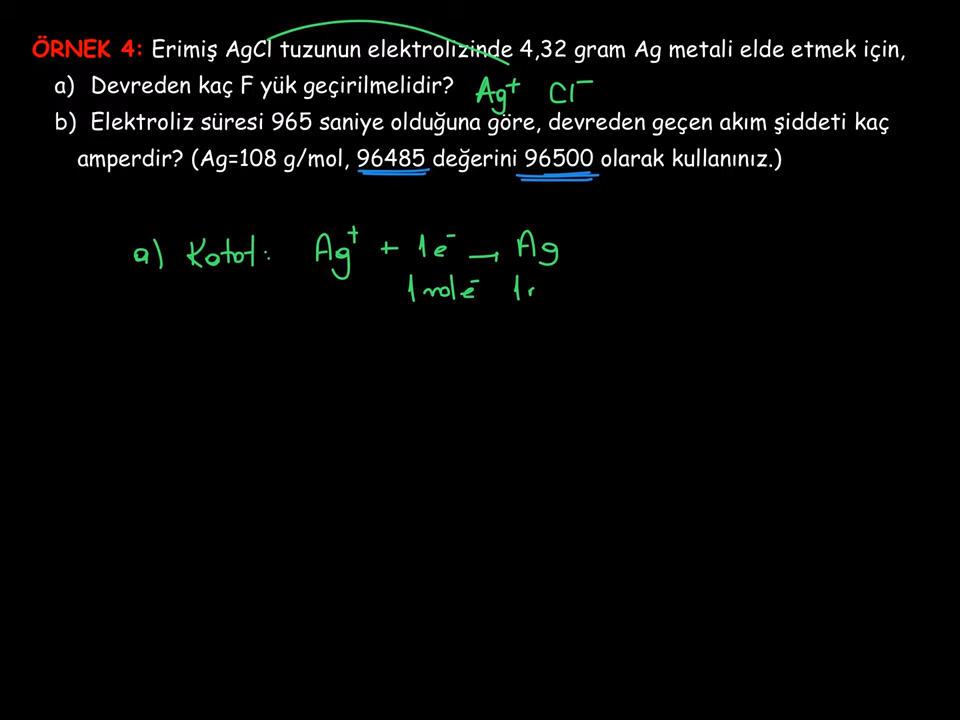 ÖRNEK 4: Erimiş AgCl tuzunun elektrolizinde 4,32 gram Ag metali elde etmek için,
a) Devreden kaç F yük geçirilmelidir? Ag⁺ Cl⁻
b) Elektroliz süresi 965 saniye olduğuna göre, devreden geçen akım şiddeti kaç
amperdir? (Ag=108 g/mol, 96485 değerini 96500 olarak kullanınız.)
a) Katot: Ag⁺ + 1e⁻ → Ag
1 mol e⁻ 1